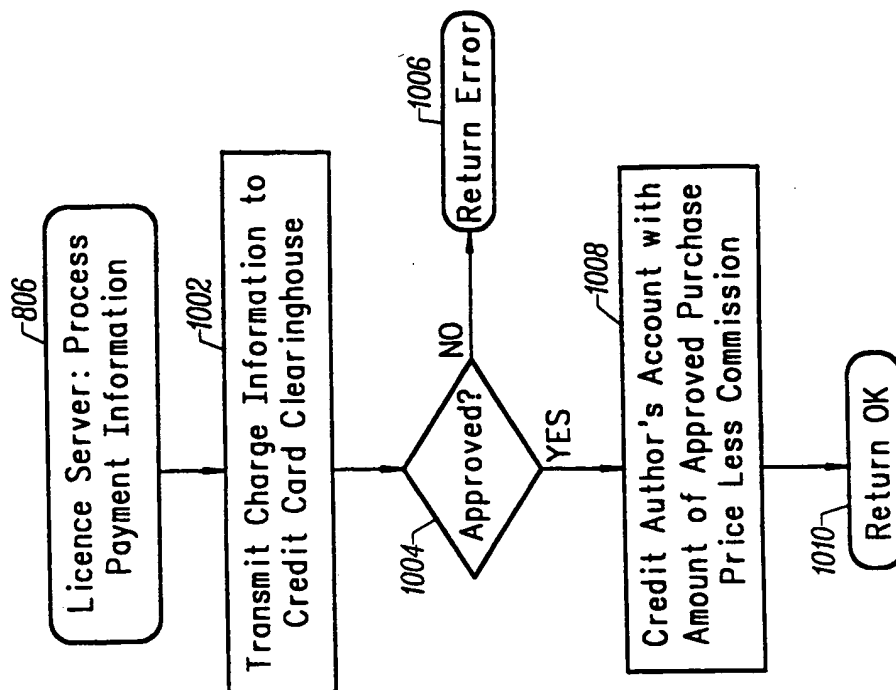 806
Licence Server: Process
Payment Information
1002
Transmit Charge Information to
Credit Card Clearinghouse
1004
Approved?
NO
1006
Return Error
YES
1008
Credit Author's Account with
Amount of Approved Purchase
Price Less Commission
1010
Return OK